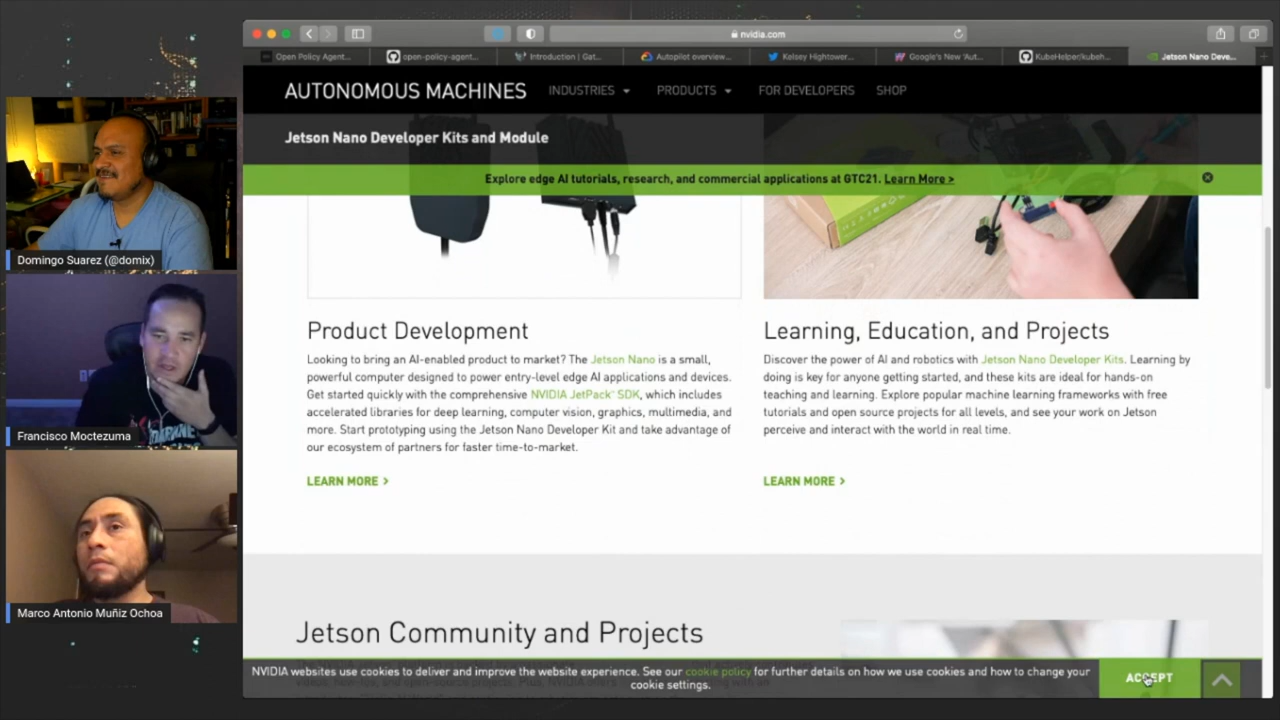 nvidia.com
Open Policy Agent...
open-policy-agent...
Introduction | Gat...
Autopilot overview...
Kelsey Hightower...
Google's New 'Aut...
KubeHelper/kubeh...
Jetson Nano Deve...
AUTONOMOUS MACHINES
INDUSTRIES
PRODUCTS
FOR DEVELOPERS
SHOP
Jetson Nano Developer Kits and Module
Explore edge AI tutorials, research, and commercial applications at GTC21. Learn More >
Domingo Suarez (@domix)
Francisco Moctezuma
Marco Antonio Muñiz Ochoa
Product Development
Looking to bring an AI-enabled product to market? The Jetson Nano is a small,
powerful computer designed to power entry-level edge AI applications and devices.
Get started quickly with the comprehensive NVIDIA JetPack™ SDK, which includes
accelerated libraries for deep learning, computer vision, graphics, multimedia, and
more. Start prototyping using the Jetson Nano Developer Kit and take advantage of
our ecosystem of partners for faster time-to-market.
LEARN MORE >
Learning, Education, and Projects
Discover the power of AI and robotics with Jetson Nano Developer Kits. Learning by
doing is key for anyone getting started, and these kits are ideal for hands-on
teaching and learning. Explore popular machine learning frameworks with free
tutorials and open source projects for all levels, and see your work on Jetson
perceive and interact with the world in real time.
LEARN MORE >
Jetson Community and Projects
NVIDIA websites use cookies to deliver and improve the website experience. See our cookie policy for further details on how we use cookies and how to change your
cookie settings.
ACCEPT